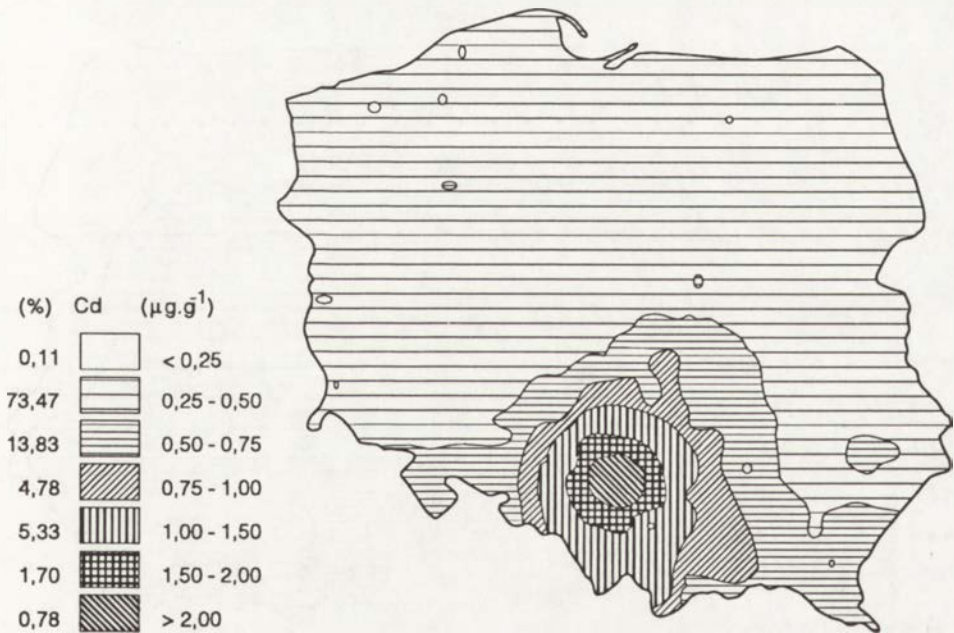 (%) Cd (µg.g⁻¹)
0,11 < 0,25
73,47 0,25 - 0,50
13,83 0,50 - 0,75
4,78 0,75 - 1,00
5,33 1,00 - 1,50
1,70 1,50 - 2,00
0,78 > 2,00